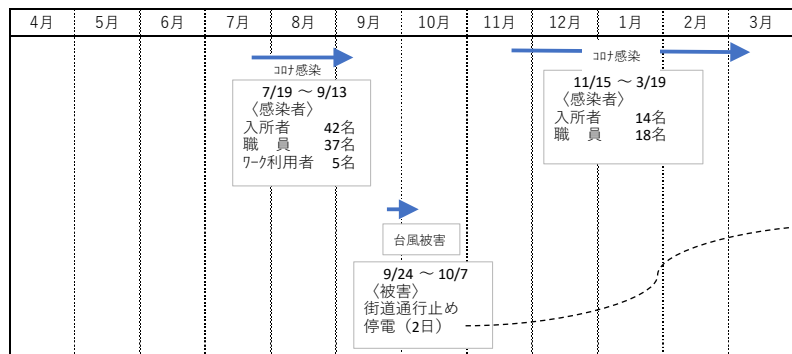 4月 5月 6月 7月 8月 9月 10月 11月 12月 1月 2月 3月
ｺﾛﾅ感染
7/19 ～ 9/13
〈感染者〉
入所者 42名
職 員 37名
ﾜｰｸ利用者 5名
ｺﾛﾅ感染
11/15 ～ 3/19
〈感染者〉
入所者 14名
職 員 18名
台風被害
9/24 ～ 10/7
〈被害〉
街道通行止め
停電（2日）